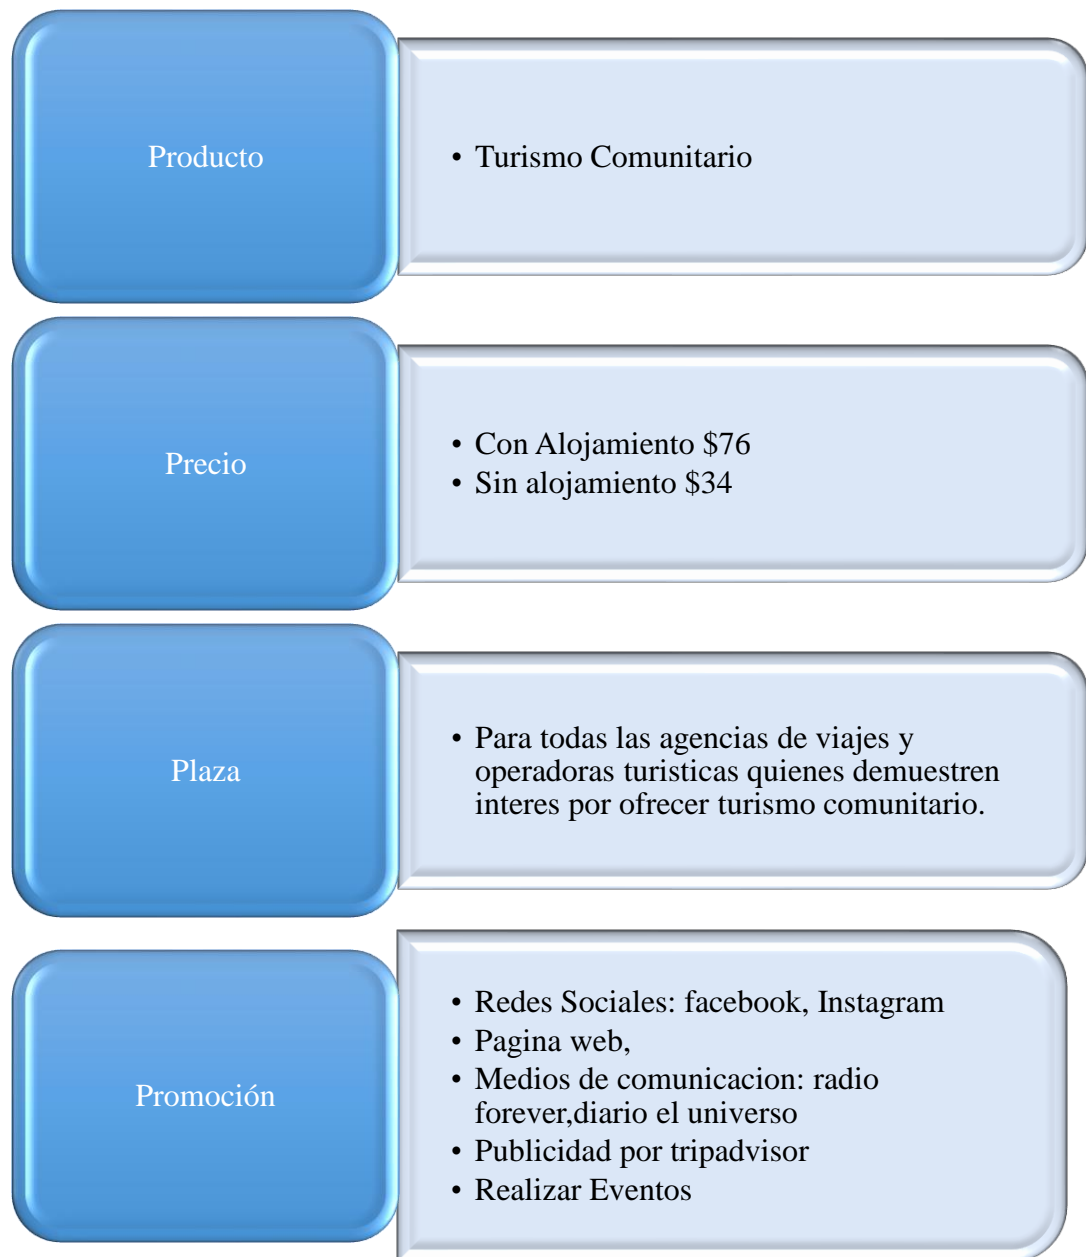 Producto
• Turismo Comunitario
Precio
• Con Alojamiento $76
• Sin alojamiento $34
Plaza
• Para todas las agencias de viajes y
operadoras turisticas quienes demuestren
interes por ofrecer turismo comunitario.
Promoción
• Redes Sociales: facebook, Instagram
• Pagina web,
• Medios de comunicacion: radio
forever,diario el universo
• Publicidad por tripadvisor
• Realizar Eventos